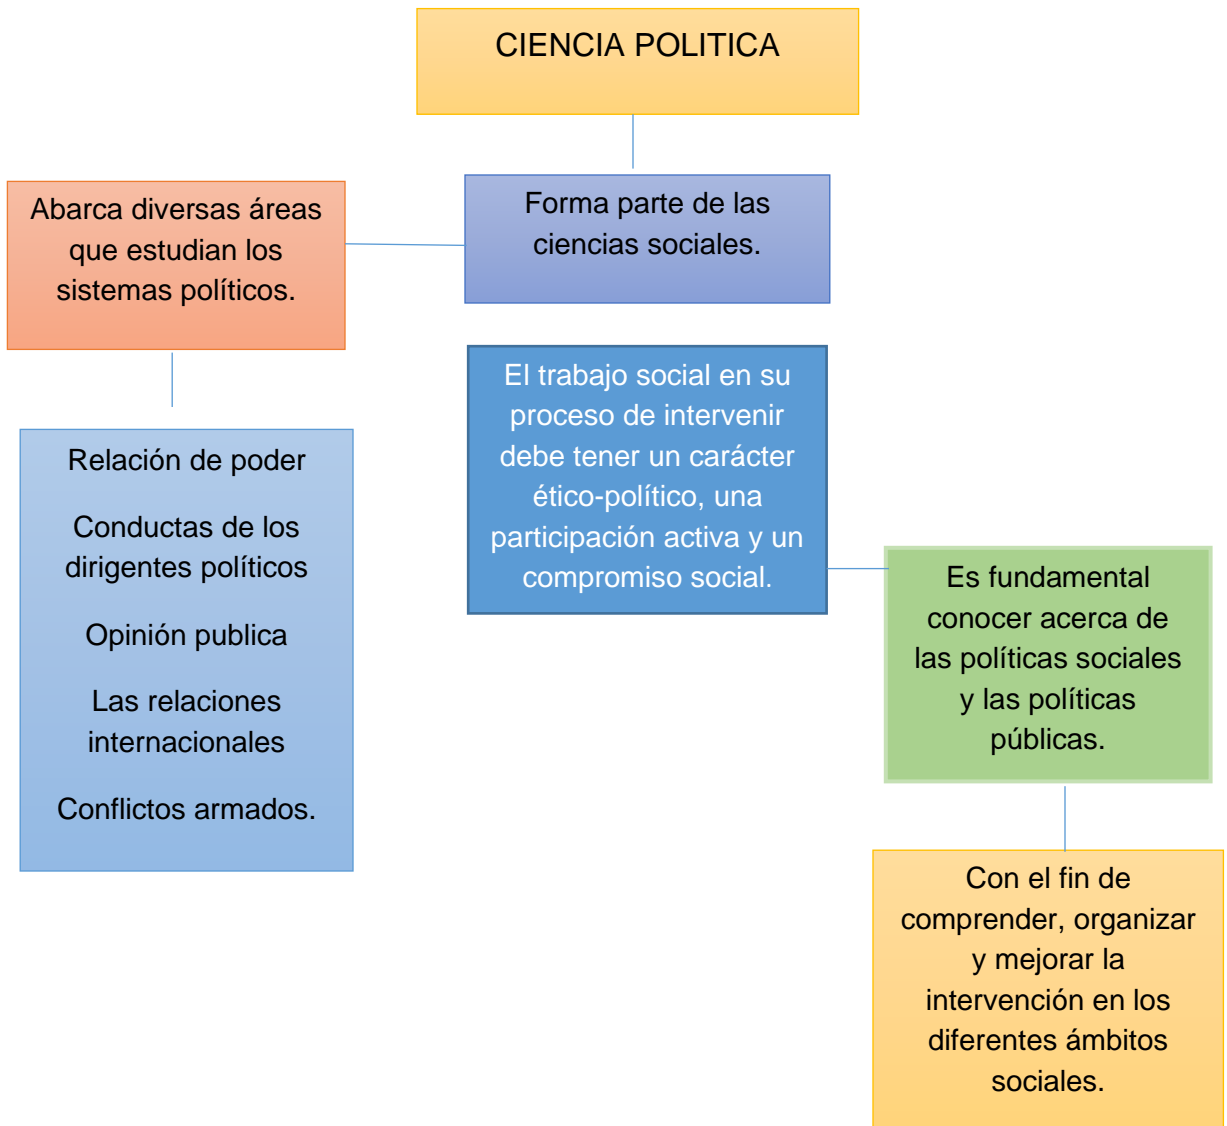 CIENCIA POLITICA
Forma parte de las
ciencias sociales.
Abarca diversas áreas
que estudian los
sistemas políticos.
Relación de poder
Conductas de los
dirigentes políticos
Opinión publica
Las relaciones
internacionales
Conflictos armados.
El trabajo social en su
proceso de intervenir
debe tener un carácter
ético-político, una
participación activa y un
compromiso social.
Es fundamental
conocer acerca de
las políticas sociales
y las políticas
públicas.
Con el fin de
comprender, organizar
y mejorar la
intervención en los
diferentes ámbitos
sociales.